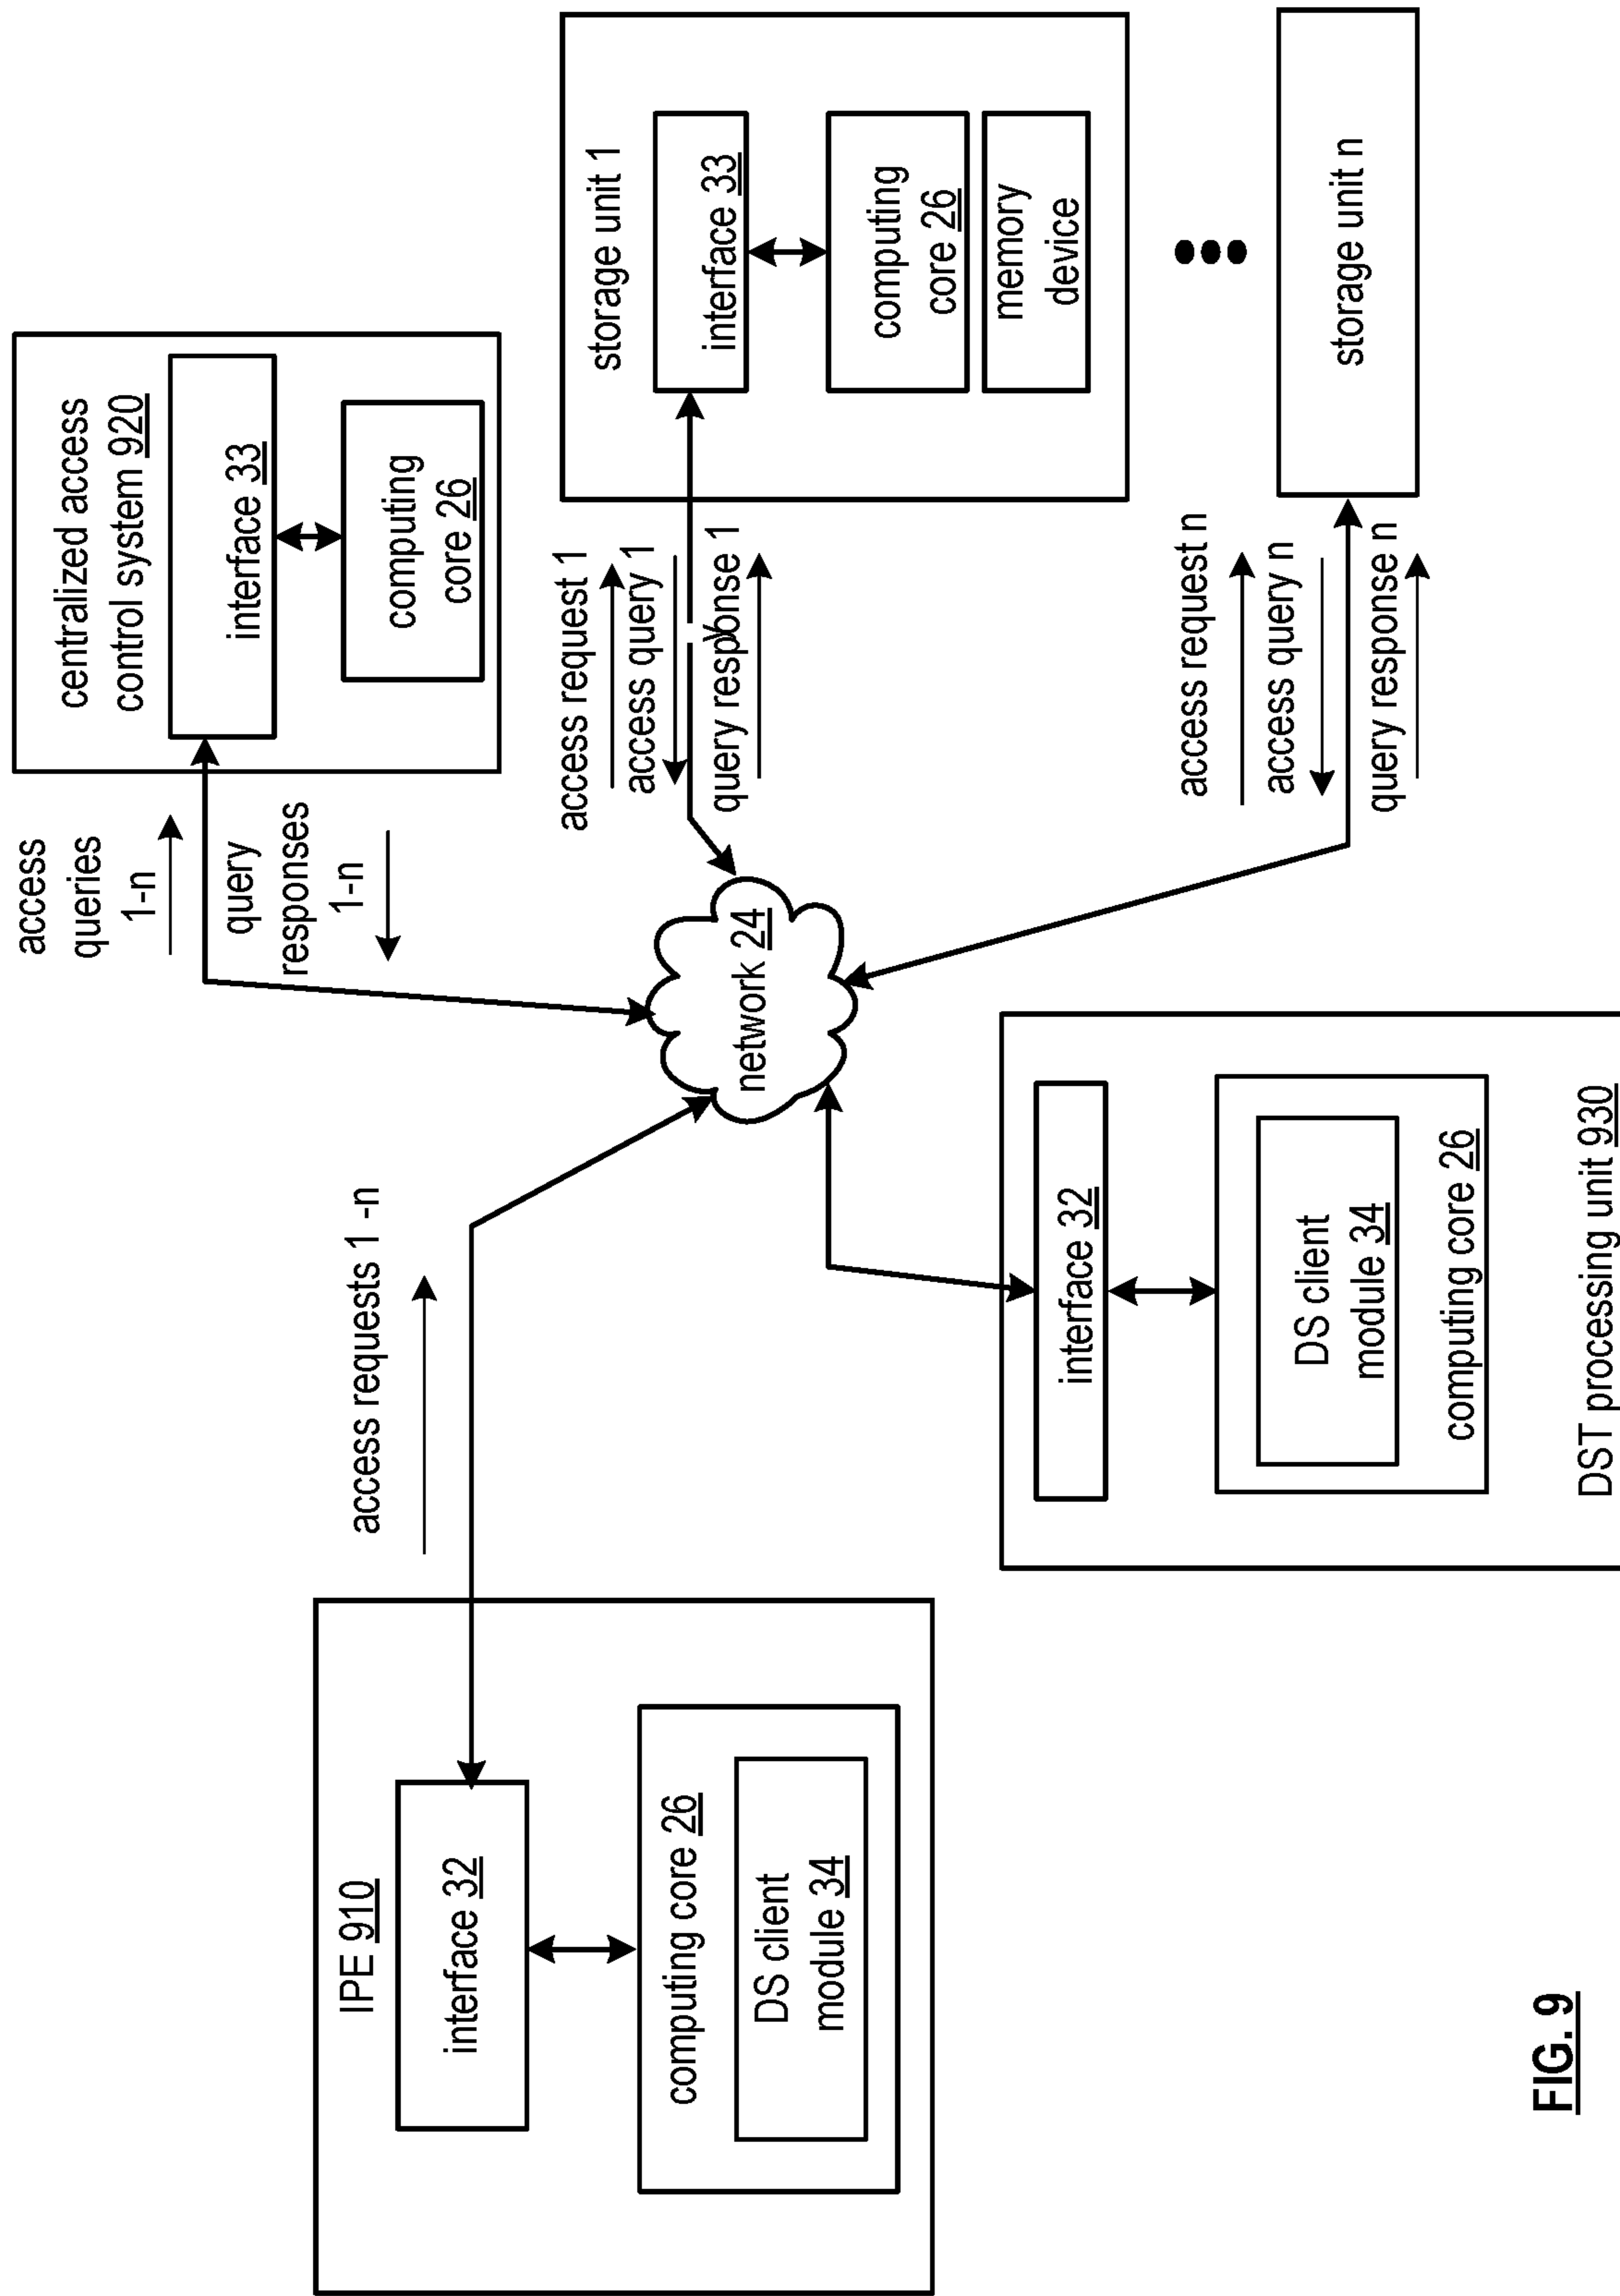 IPE 910
interface 32
computing core 26
DS client
module 34
access requests 1 -n
access
queries
1-n
query
responses
1-n
centralized access
control system 920
interface 33
computing
core 26
network 24
access request 1
access query 1
query response 1
storage unit 1
interface 33
computing
core 26
memory
device
access request n
access query n
query response n
storage unit n
interface 32
DS client
module 34
computing core 26
DST processing unit 930
FIG. 9